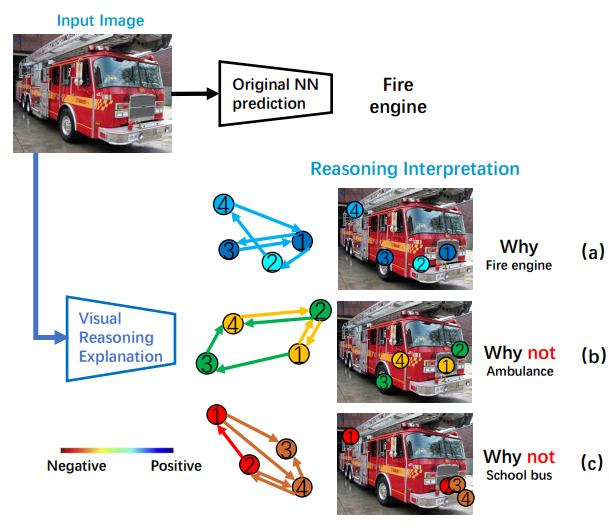 Input Image
Original NN
prediction
Fire
engine
Reasoning Interpretation
4
1
3
2
4
3
2
1
Why
Fire engine
(a)
Visual
Reasoning
Explanation
2
4
1
3
2
4
1
3
Why not
Ambulance
(b)
1
3
2
4
1
2
3
4
Why not
School bus
(c)
Negative
Positive